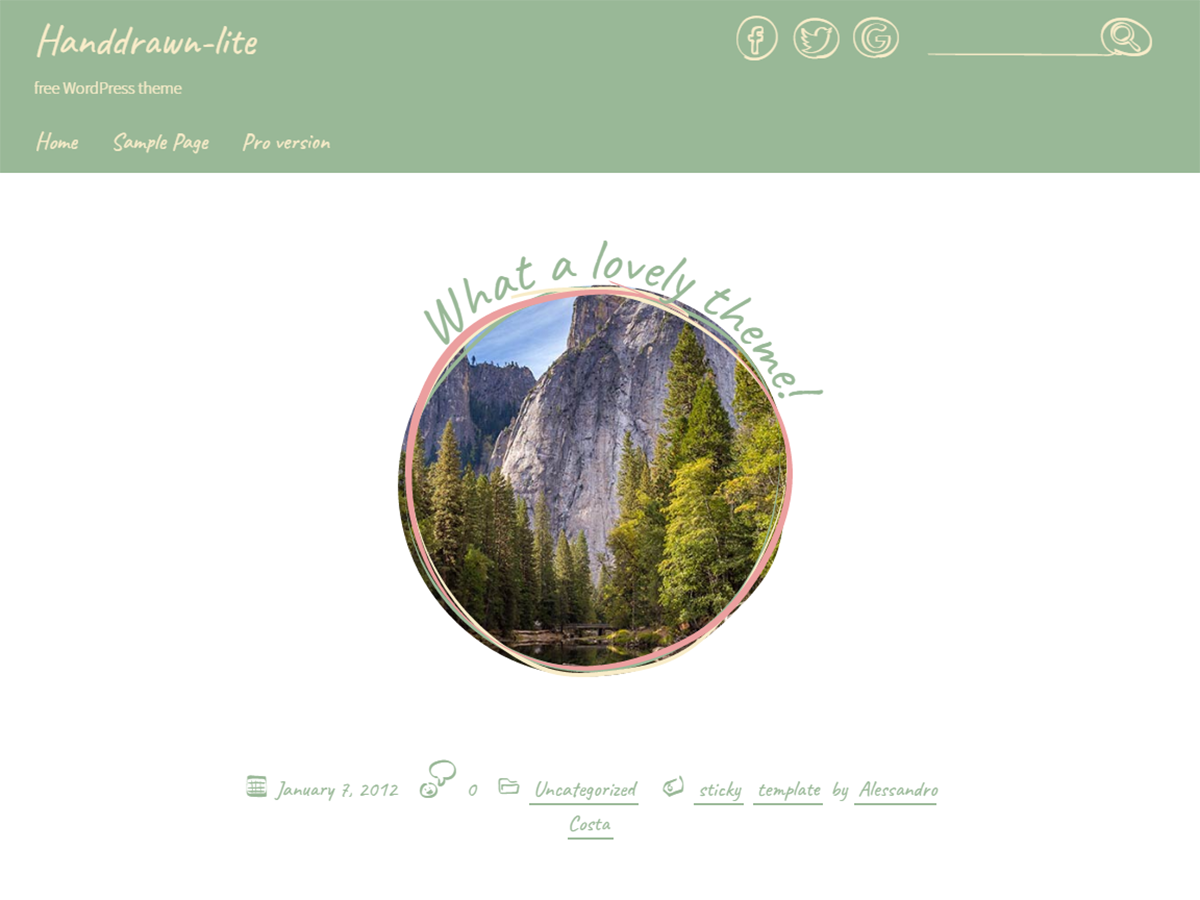 Handdrawn-lite
free WordPress theme
Home Sample Page Pro version
What a lovely theme!
January 7, 2012 0 Uncategorized sticky template by Alessandro
Costa